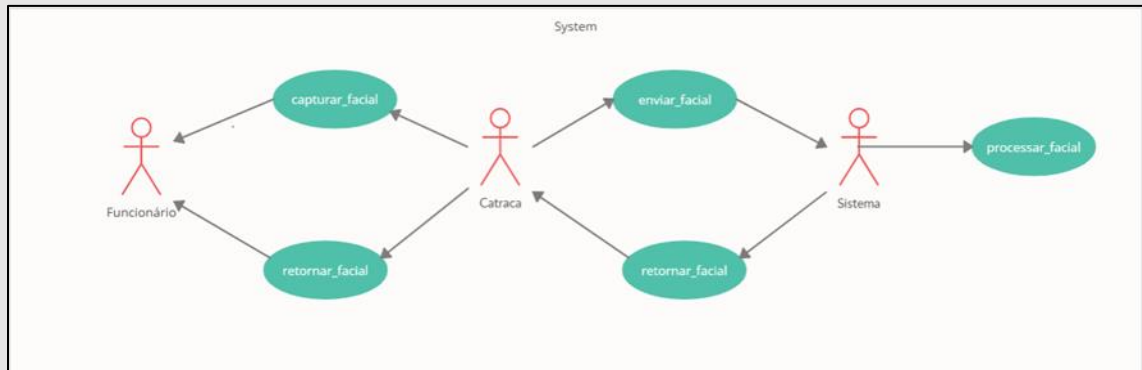 System
capturar_facial
enviar_facial
processar_facial
Funcionário
Catraca
Sistema
retornar_facial
retornar_facial